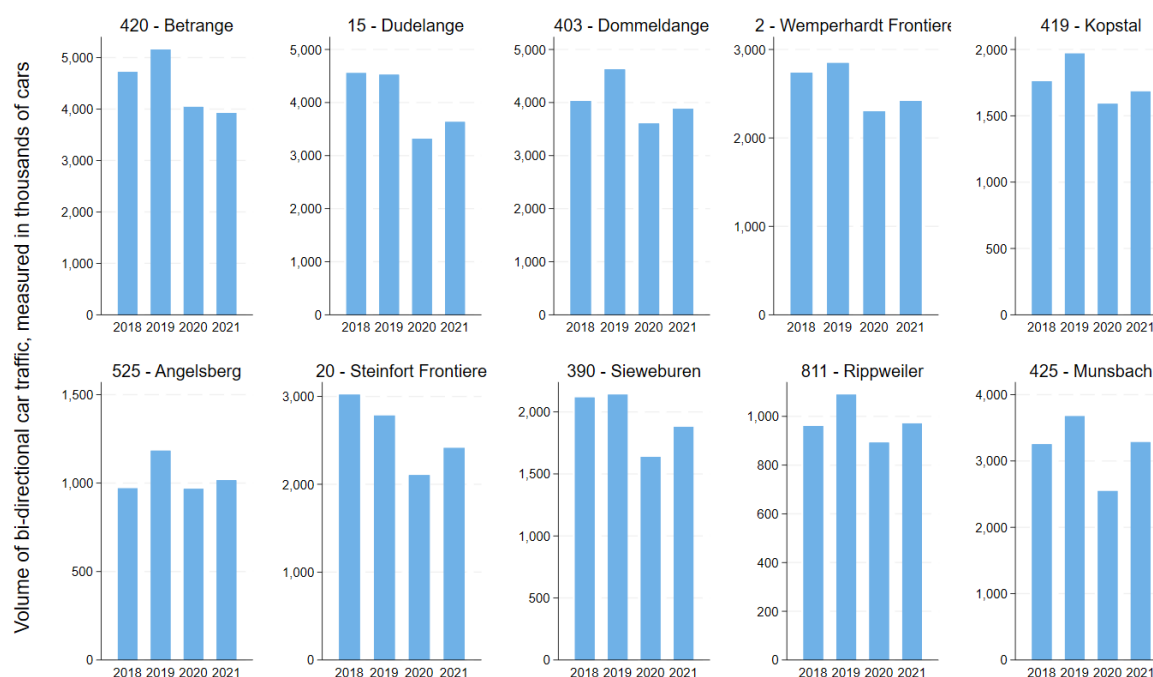 Volume of bi-directional car traffic, measured in thousands of cars
420 - Betrange
5,000
4,000
3,000
2,000
1,000
0
2018 2019 2020 2021
15 - Dudelange
5,000
4,000
3,000
2,000
1,000
0
2018 2019 2020 2021
403 - Dommeldange
5,000
4,000
3,000
2,000
1,000
0
2018 2019 2020 2021
2 - Wemperhardt Frontiere
3,000
2,000
1,000
0
2018 2019 2020 2021
419 - Kopstal
2,000
1,500
1,000
500
0
2018 2019 2020 2021
525 - Angelsberg
1,500
1,000
500
0
2018 2019 2020 2021
20 - Steinfort Frontiere
3,000
2,000
1,000
0
2018 2019 2020 2021
390 - Sieweburen
2,000
1,500
1,000
500
0
2018 2019 2020 2021
811 - Rippweiler
1,000
800
600
400
200
0
2018 2019 2020 2021
425 - Munsbach
4,000
3,000
2,000
1,000
0
2018 2019 2020 2021